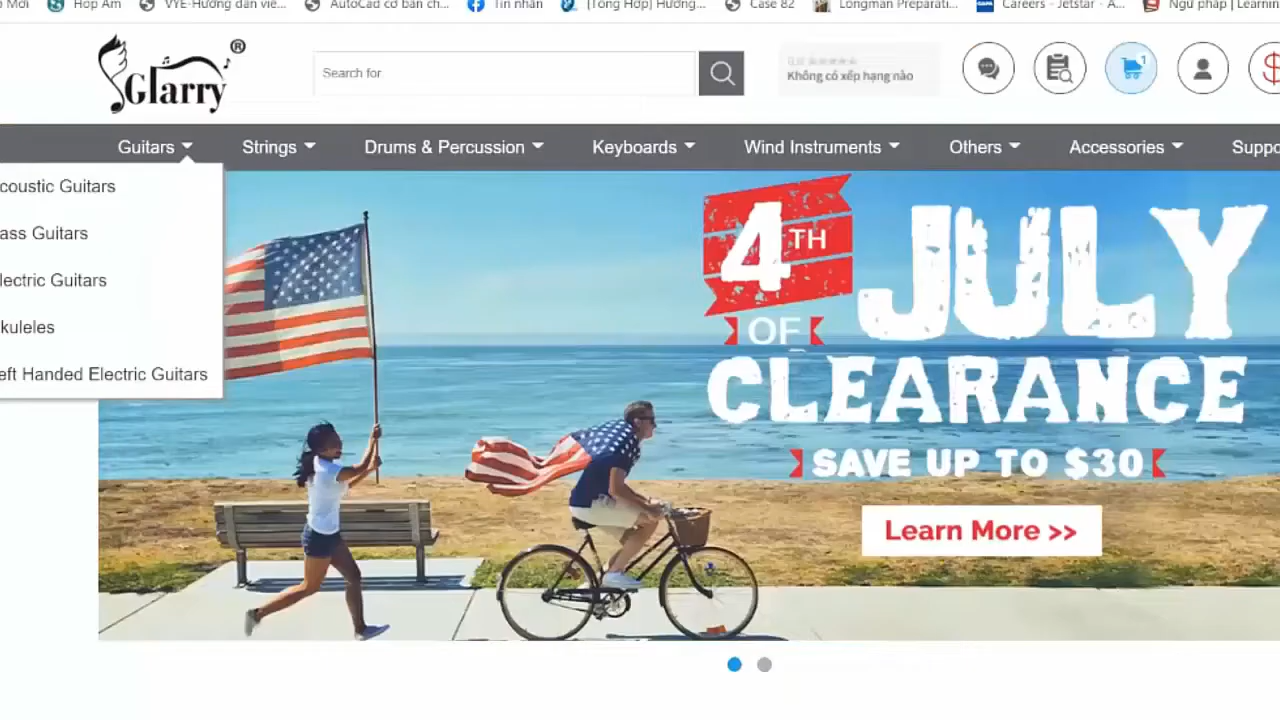 Mới
Hợp Âm
VYE-Hướng dẫn viê...
AutoCad cơ bản ch...
Tin nhắn
[Tổng Hợp] Hướng...
Case 82
Longman Preparati...
Careers - Jetstar - A...
Ngữ pháp | Learnin
Glarry ®
Search for
Không có xếp hạng nào
1
Guitars
Strings
Drums & Percussion
Keyboards
Wind Instruments
Others
Accessories
Suppo
coustic Guitars
ass Guitars
lectric Guitars
kuleles
eft Handed Electric Guitars
4TH
OF
JULY
CLEARANCE
SAVE UP TO $30
Learn More >>